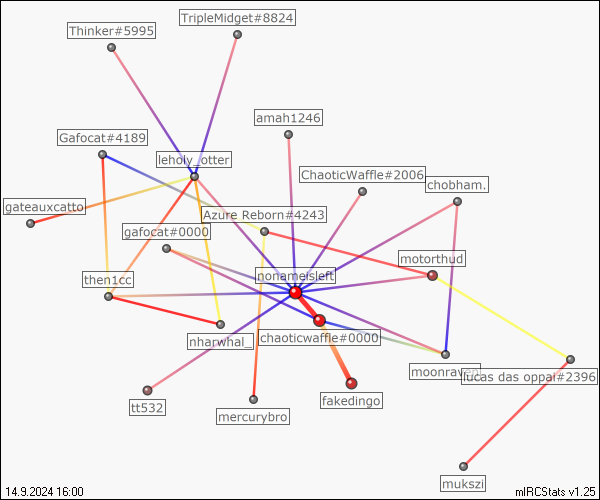 TripleMidget#8824
Thinker#5995
amah1246
Gafocat#4189
leholy_otter
ChaoticWaffle#2006
chobham.
gateauxcatto
Azure Reborn#4243
gafocat#0000
motorthud
nonameisleft
then1cc
chaoticwaffle#0000
nharwhal_
moonraven
lucas das oppai#2396
fakedingo
tt532
mercurybro
mukszi
14.9.2024 16:00
mIRCStats v1.25